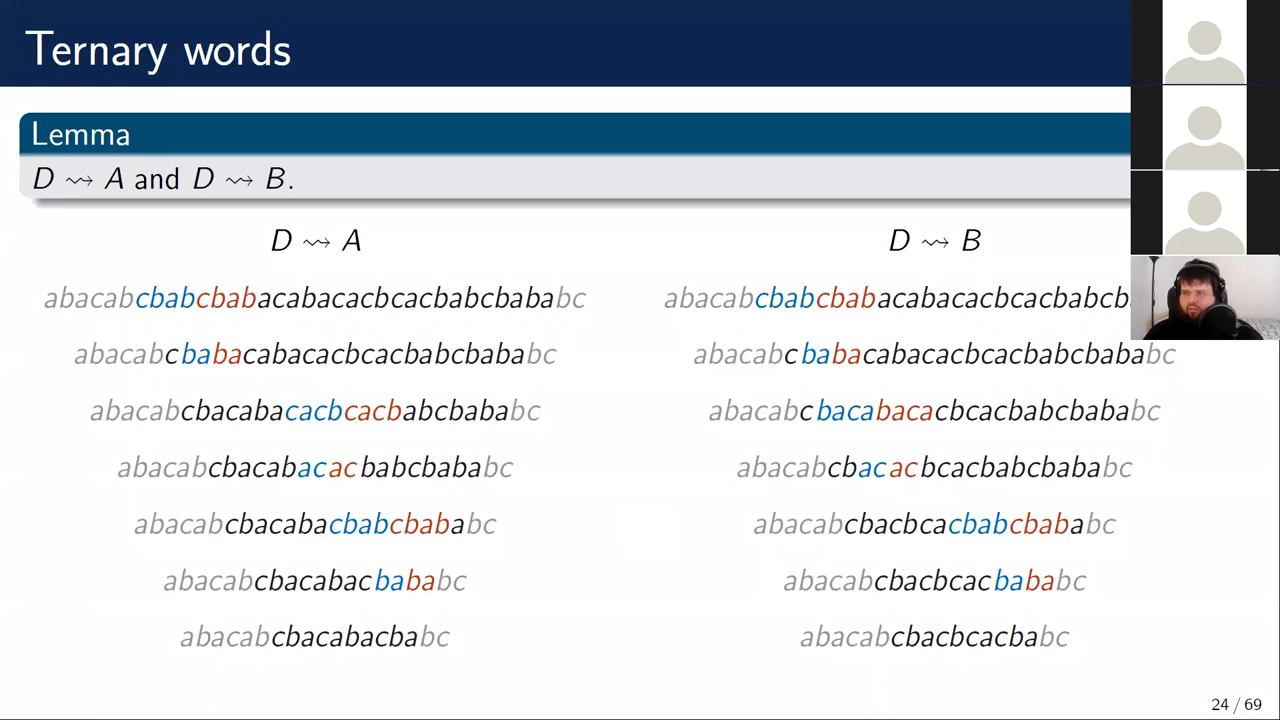 Ternary words
Lemma
D ⇝ A and D ⇝ B.
D ⇝ A
abacabcbabcbabacabacacbcacbabcbababc
abacabcbabacabacacbcacbabcbababc
abacabcbacabacacbcacbabcbababc
abacabcbacabacacbabcbababc
abacabcbacabacbabcbababc
abacabcbacabacbababc
abacabcbacabacbabc
D ⇝ B
abacabcbabcbabacabacacbcacbabcb
abacabcbabacabacacbcacbabcbababc
abacabcbacabacacbcacbabcbababc
abacabcbacacbcacbabcbababc
abacabcbacbcacbabcbababc
abacabcbacbcacbababc
abacabcbacbcacbabc
24 / 69